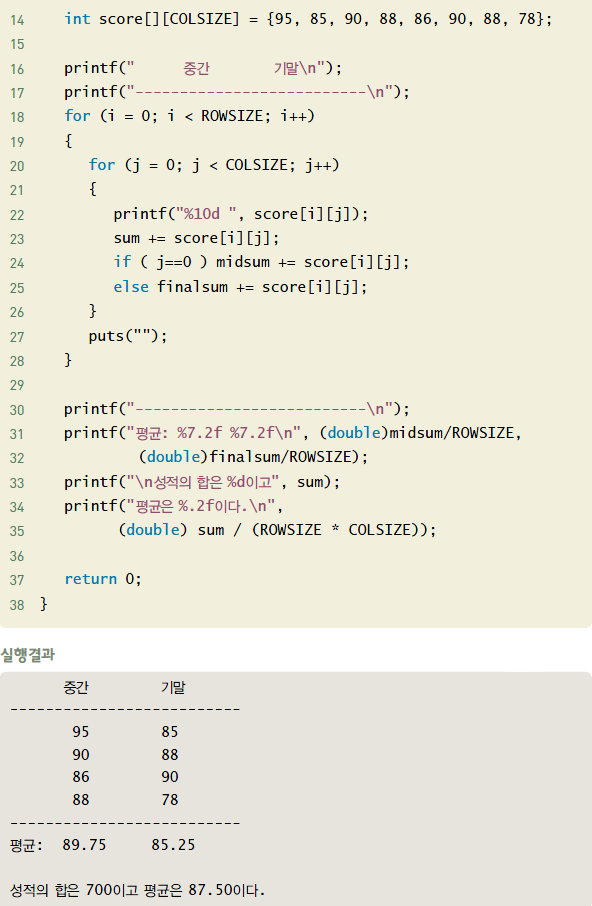 14 int score[][COLSIZE] = {95, 85, 90, 88, 86, 90, 88, 78};
15
16 printf("      중간        기말\n");
17 printf("--------------------------\n");
18 for (i = 0; i < ROWSIZE; i++)
19 {
20 for (j = 0; j < COLSIZE; j++)
21 {
22 printf("%10d ", score[i][j]);
23 sum += score[i][j];
24 if ( j==0 ) midsum += score[i][j];
25 else finalsum += score[i][j];
26 }
27 puts("");
28 }
29
30 printf("--------------------------\n");
31 printf("평균: %7.2f %7.2f\n", (double)midsum/ROWSIZE,
32 (double)finalsum/ROWSIZE);
33 printf("\n성적의 합은 %d이고", sum);
34 printf("평균은 %.2f이다.\n",
35 (double) sum / (ROWSIZE * COLSIZE));
36
37 return 0;
38 }
실행결과
중간 기말
--------------------------
95 85
90 88
86 90
88 78
--------------------------
평균: 89.75 85.25
성적의 합은 700이고 평균은 87.50이다.